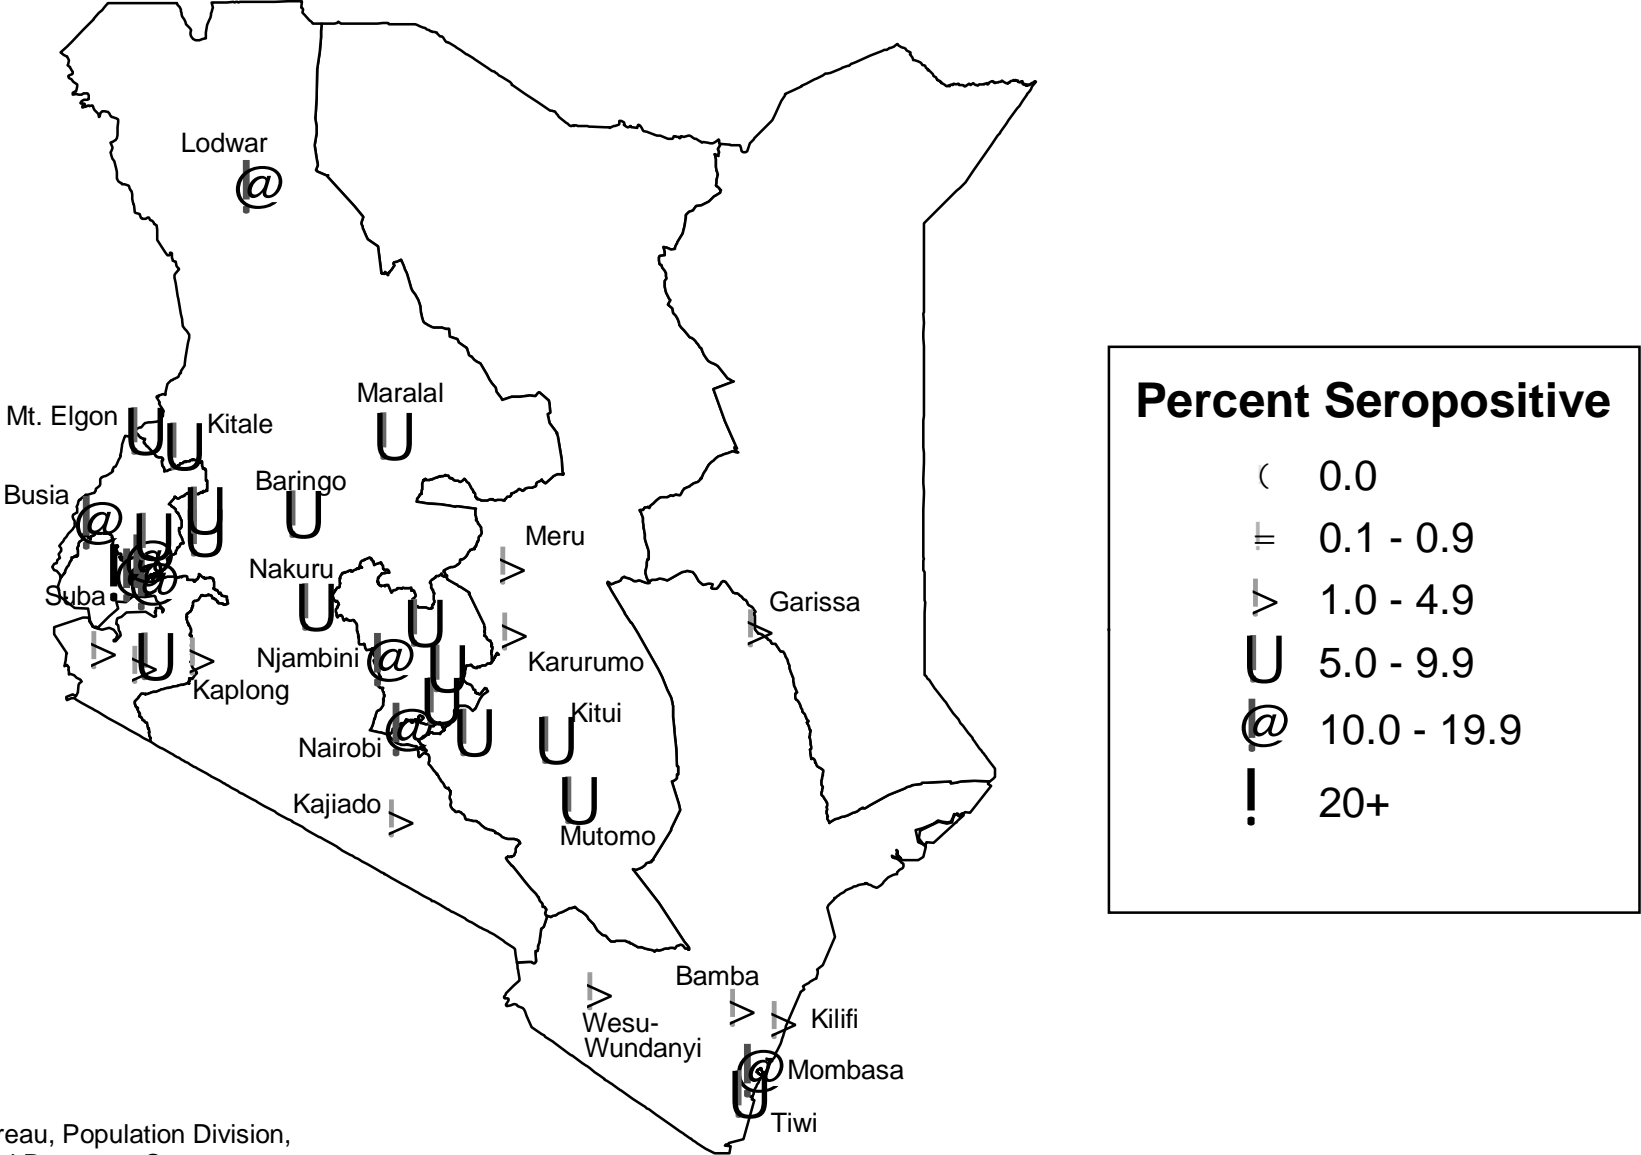 Lodwar
Maralal
Mt. Elgon
Kitale
Baringo
Busia
Meru
Nakuru
Suba
Garissa
Njambini
Karurumo
Kaplong
Kitui
Nairobi
Kajiado
Mutomo
Bamba
Wesu-
Wundanyi
Kilifi
Mombasa
Tiwi
Percent Seropositive
0.0
0.1 - 0.9
1.0 - 4.9
5.0 - 9.9
10.0 - 19.9
20+
reau, Population Division,